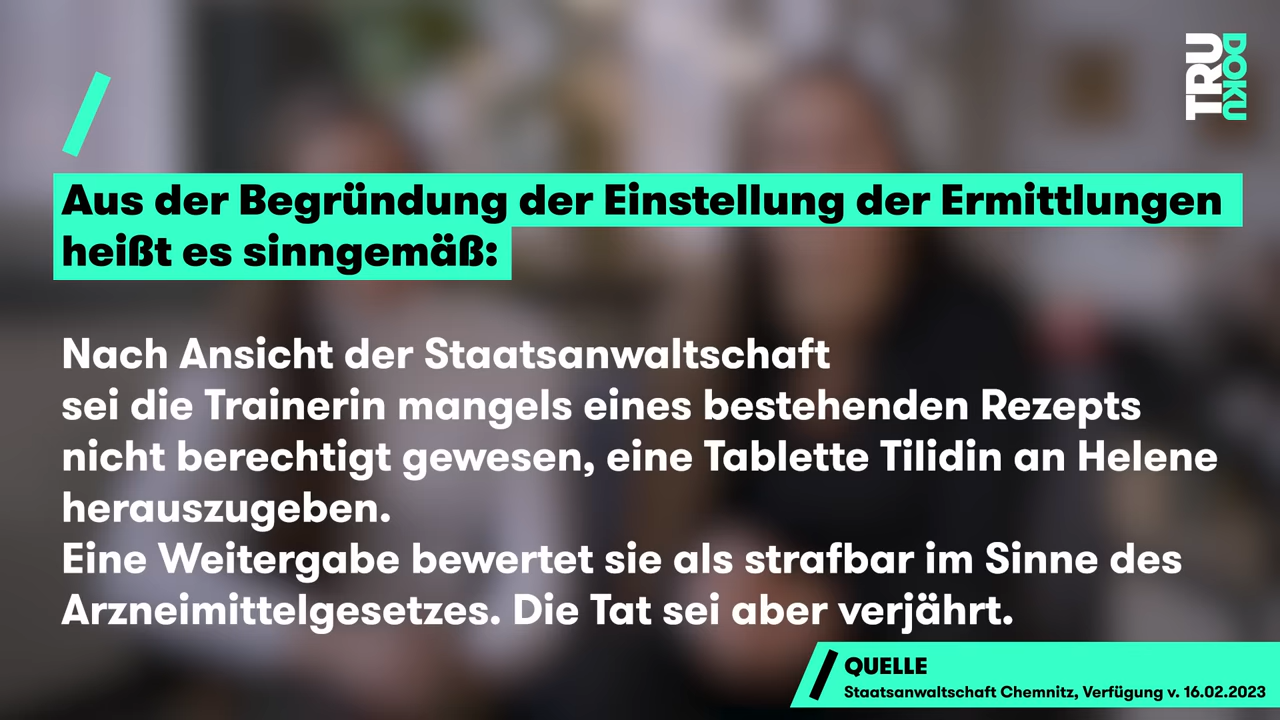 TRU
DOKU
Aus der Begründung der Einstellung der Ermittlungen
heißt es sinngemäß:
Nach Ansicht der Staatsanwaltschaft
sei die Trainerin mangels eines bestehenden Rezepts
nicht berechtigt gewesen, eine Tablette Tilidin an Helene
herauszugeben.
Eine Weitergabe bewertet sie als strafbar im Sinne des
Arzneimittelgesetzes. Die Tat sei aber verjährt.
QUELLE
Staatsanwaltschaft Chemnitz, Verfügung v. 16.02.2023